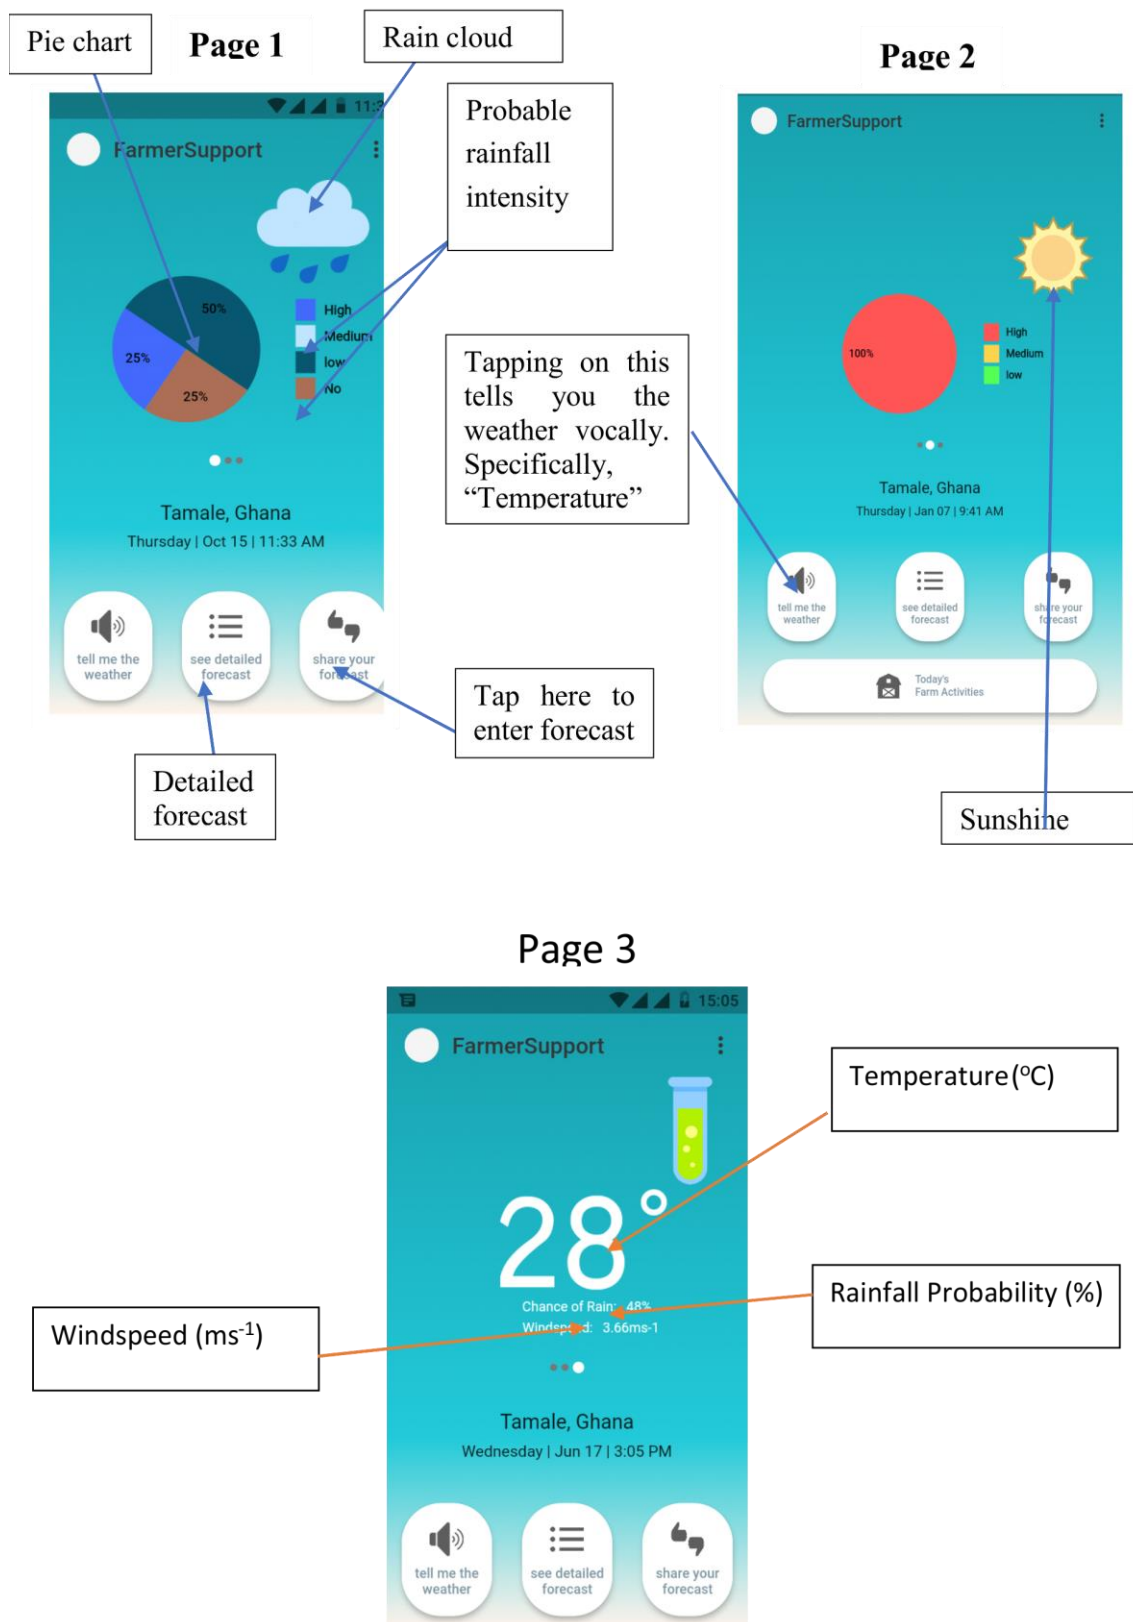 Pie chart
Page 1
Rain cloud
Page 2
11:3
FarmerSupport
Probable
rainfall
intensity
50%
25%
25%
High
Medium
low
No
Tamale, Ghana
Thursday | Oct 15 | 11:33 AM
tell me the
weather
see detailed
forecast
share your
forecast
Tap here to
enter forecast
Detailed
forecast
FarmerSupport
Tapping on this
tells you the
weather vocally.
Specifically,
“Temperature”
100%
High
Medium
low
Tamale, Ghana
Thursday | Jan 07 | 9:41 AM
tell me the
weather
see detailed
forecast
share your
forecast
Today's
Farm Activities
Sunshine
Page 3
15:05
FarmerSupport
Temperature (°C)
28°
Chance of Rain: 48%
Windspeed: 3.66ms-1
Rainfall Probability (%)
Windspeed (ms⁻¹)
Tamale, Ghana
Wednesday | Jun 17 | 3:05 PM
tell me the
weather
see detailed
forecast
share your
forecast